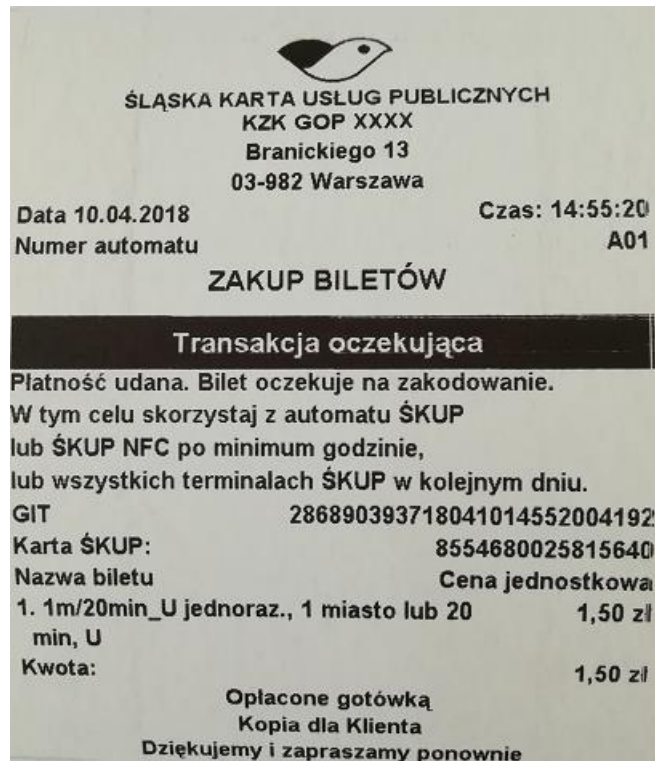 ŚLĄSKA KARTA USŁUG PUBLICZNYCH
KZK GOP XXXX
Branickiego 13
03-982 Warszawa
Data 10.04.2018 Czas: 14:55:20
Numer automatu A01
ZAKUP BILETÓW
Transakcja oczekująca
Płatność udana. Bilet oczekuje na zakodowanie.
W tym celu skorzystaj z automatu ŚKUP
lub ŚKUP NFC po minimum godzinie,
lub wszystkich terminalach ŚKUP w kolejnym dniu.
GIT 2868903937180410145520041922
Karta ŚKUP: 8554680025815640
Nazwa biletu Cena jednostkowa
1. 1m/20min_U jednoraz., 1 miasto lub 20 1,50 zł
min, U
Kwota: 1,50 zł
Opłacone gotówką
Kopia dla Klienta
Dziękujemy i zapraszamy ponownie